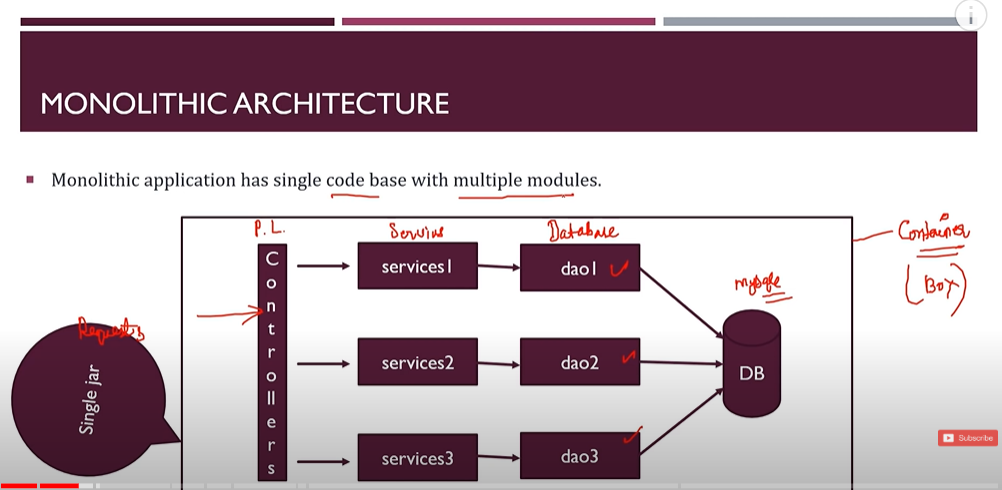 MONOLITHIC ARCHITECTURE
Monolithic application has single code base with multiple modules.
P.L.
Database
Container
(Box)
Controllers
services1
dao1
mysql
Requests
Single jar
services2
dao2
DB
services3
dao3
Subscribe